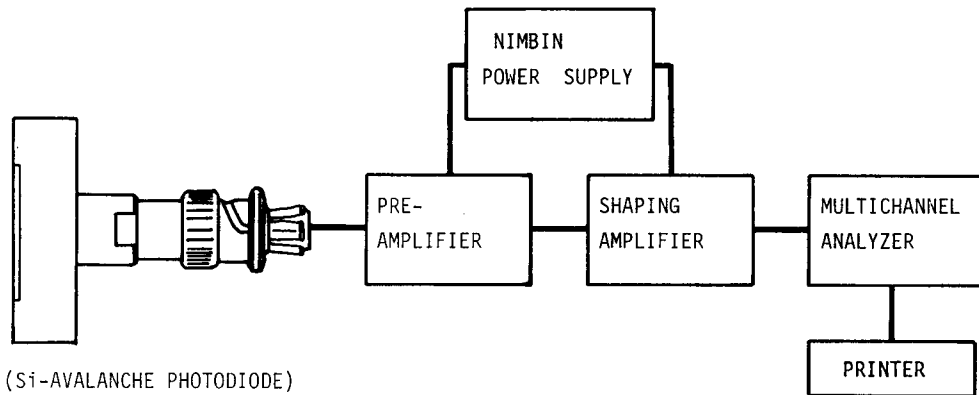 NIMBIN
POWER SUPPLY
PRE-
AMPLIFIER
SHAPING
AMPLIFIER
MULTICHANNEL
ANALYZER
PRINTER
(Si-AVALANCHE PHOTODIODE)